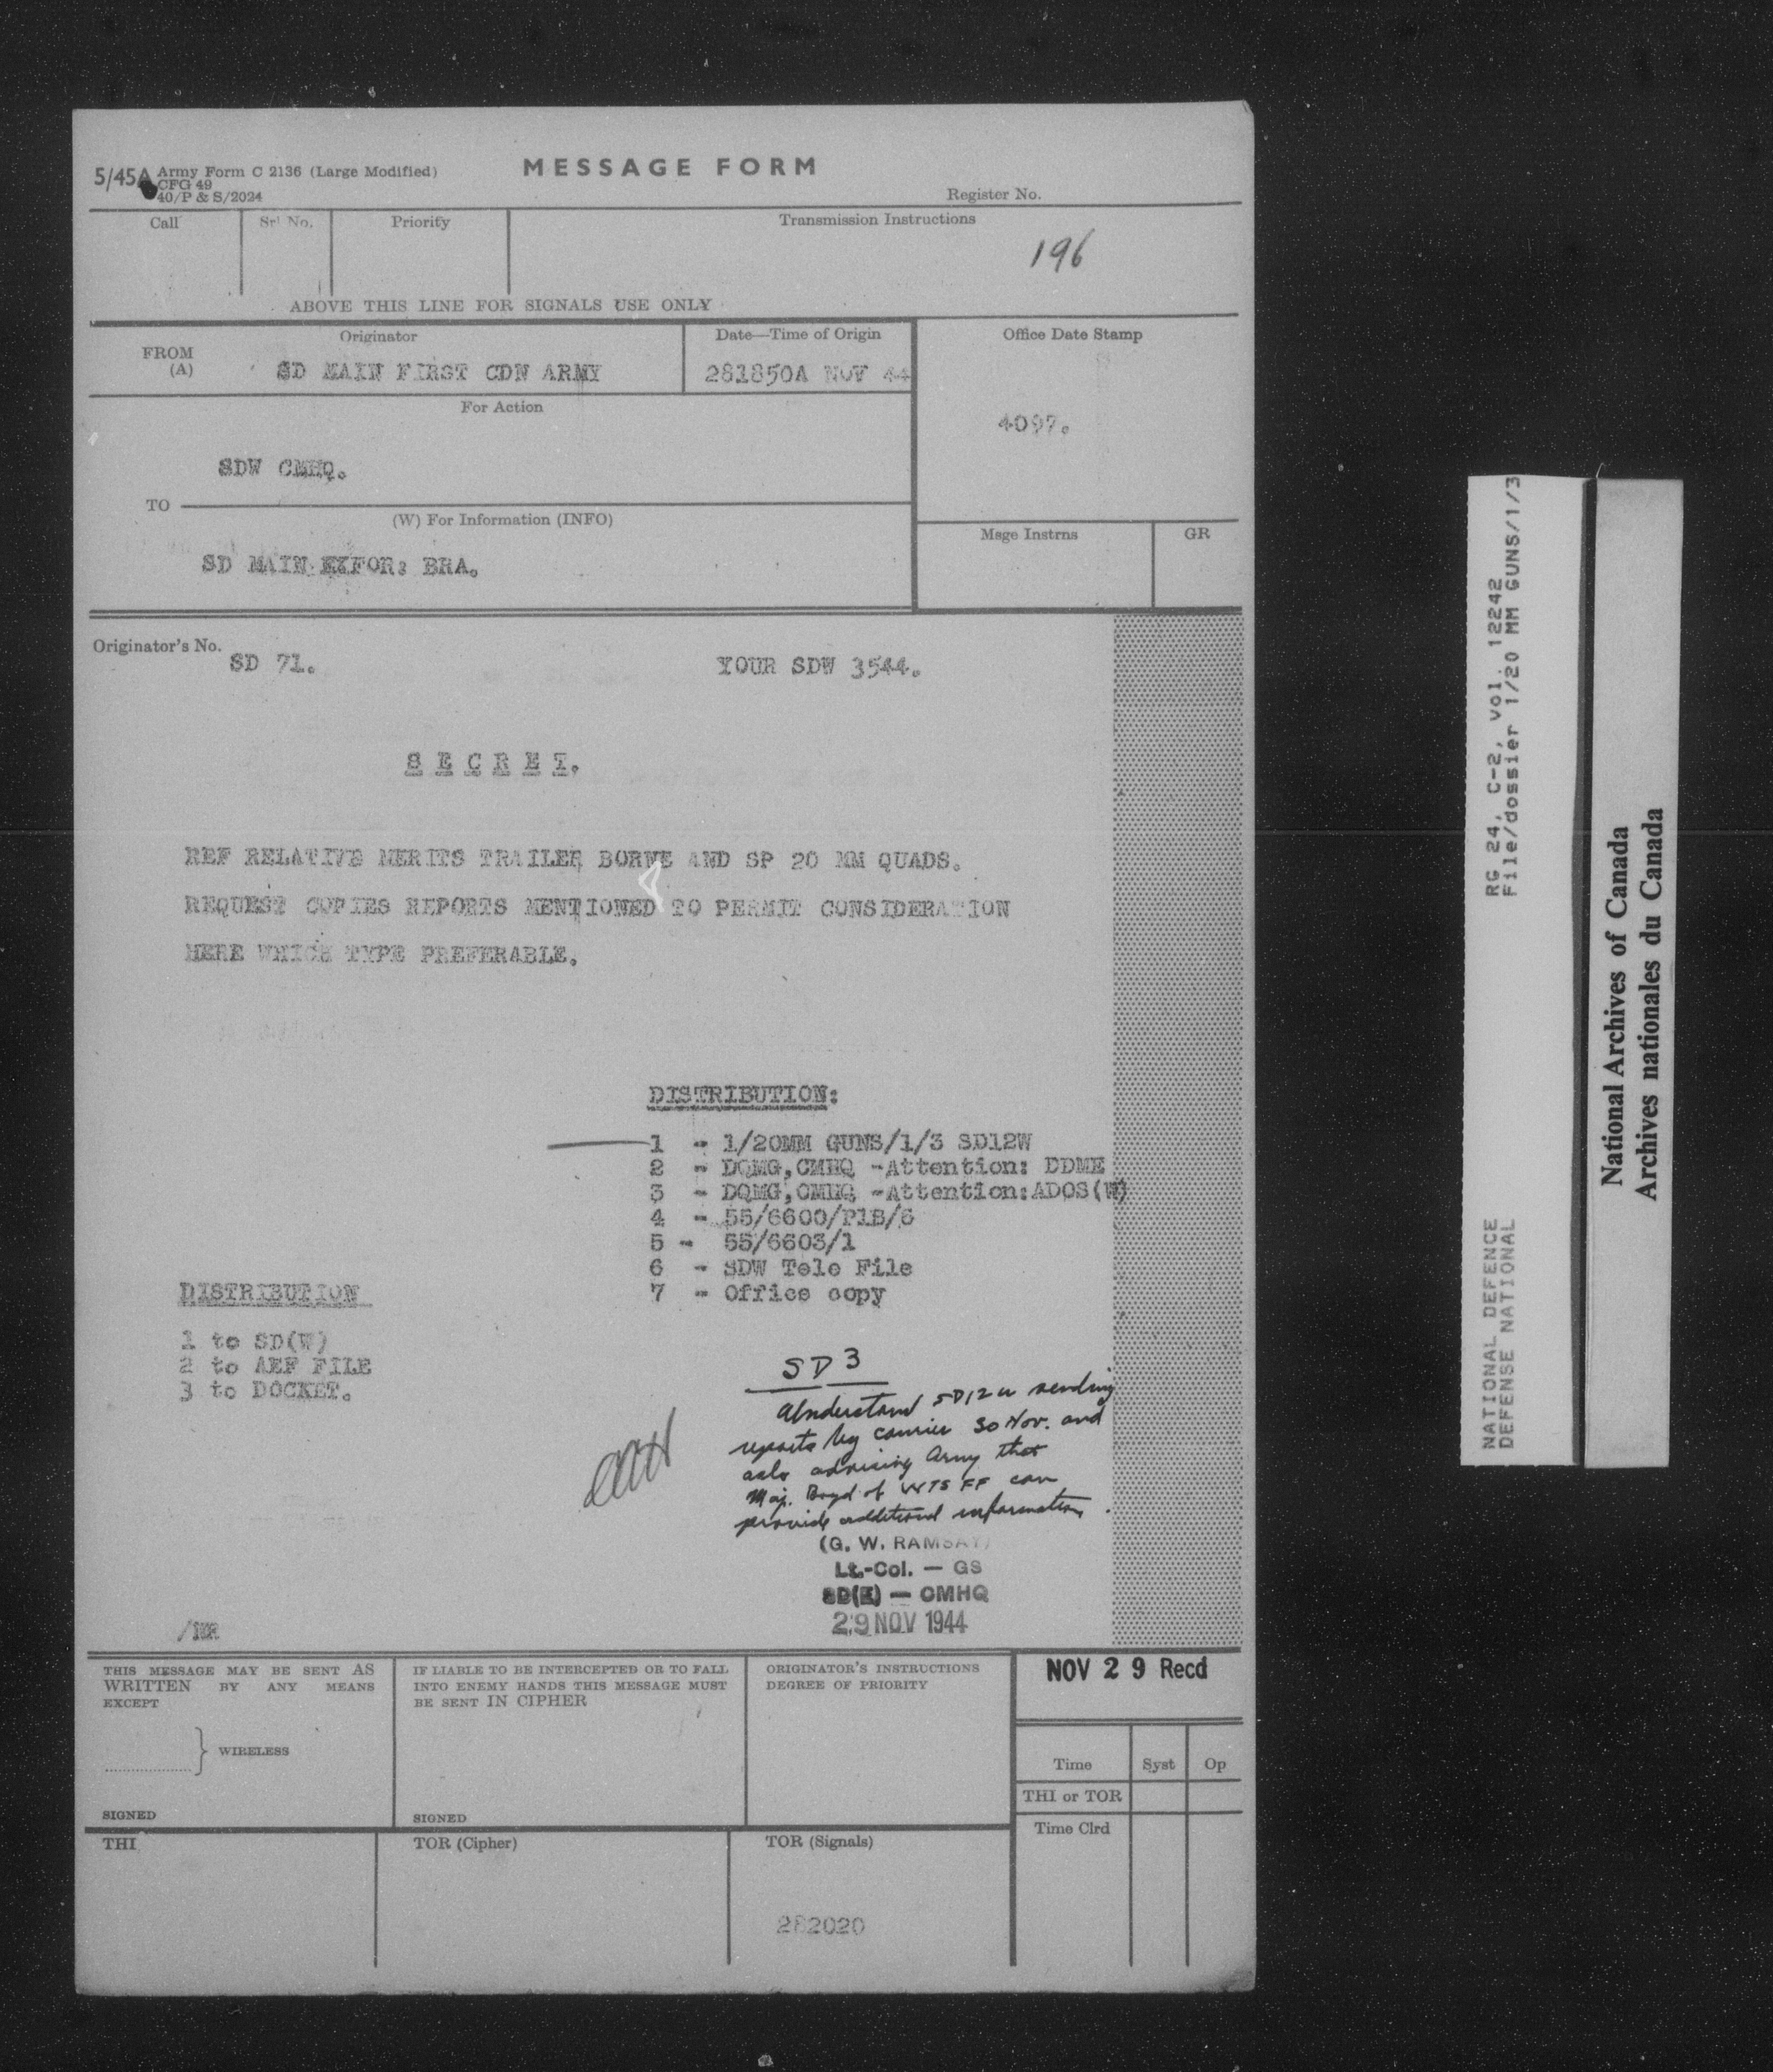 5/45A Army Form C 2136 (Large Modified)
CFG 49
40/P & S/2024
MESSAGE FORM
Register No.
Call
Sr. No.
Priority
Transmission Instructions
196
ABOVE THIS LINE FOR SIGNALS USE ONLY
Originator
Date—Time of Origin
Office Date Stamp
FROM
(A)
SD MAIN FIRST CDN ARMY
281850A NOV 44
For Action
4097.
SDW CMHQ.
TO
(W) For Information (INFO)
Msge Instrns
GR
SD MAIN EXFOR: BRA.
Originator's No.
SD 71.
YOUR SDW 3544.
S E C R E T.
REF RELATIVE MERITS TRAILER BORNE AND SP 20 MM QUADS.
REQUEST COPIES REPORTS MENTIONED TO PERMIT CONSIDERATION
HERE WHICH TYPE PREFERABLE.
DISTRIBUTION:
1 - 1/20MM GUNS/1/3 SD12W
2 - DQMG,CMHQ -Attention: DDME
3 - DQMG,CMHQ -Attention:ADOS(W)
4 - 55/6600/P1B/6
5 - 55/6603/1
6 - SDW Tele File
7 - Office copy
DISTRIBUTION
1 to SD(W)
2 to AEF FILE
3 to DOCKET.
SD 3
Understand SD12 sending
reports by courier 30 Nov. and
also advising Army that
Maj. Boyd of WTS FF can
provide additional information.
(G. W. RAMSAY)
Lt.-Col. — GS
SD(E) — CMHQ
29 NOV 1944
THIS MESSAGE MAY BE SENT AS
WRITTEN BY ANY MEANS
EXCEPT
WIRELESS
SIGNED
IF LIABLE TO BE INTERCEPTED OR TO FALL
INTO ENEMY HANDS THIS MESSAGE MUST
BE SENT IN CIPHER
SIGNED
ORIGINATOR'S INSTRUCTIONS
DEGREE OF PRIORITY
NOV 29 Recd
Time
Syst
Op
THI or TOR
Time Clrd
THI
TOR (Cipher)
TOR (Signals)
282020
RG 24, C-2, vol. 12242
File/dossier 1/20 MM GUNS/1/3
NATIONAL DEFENCE
DEFENSE NATIONAL
National Archives of Canada
Archives nationales du Canada